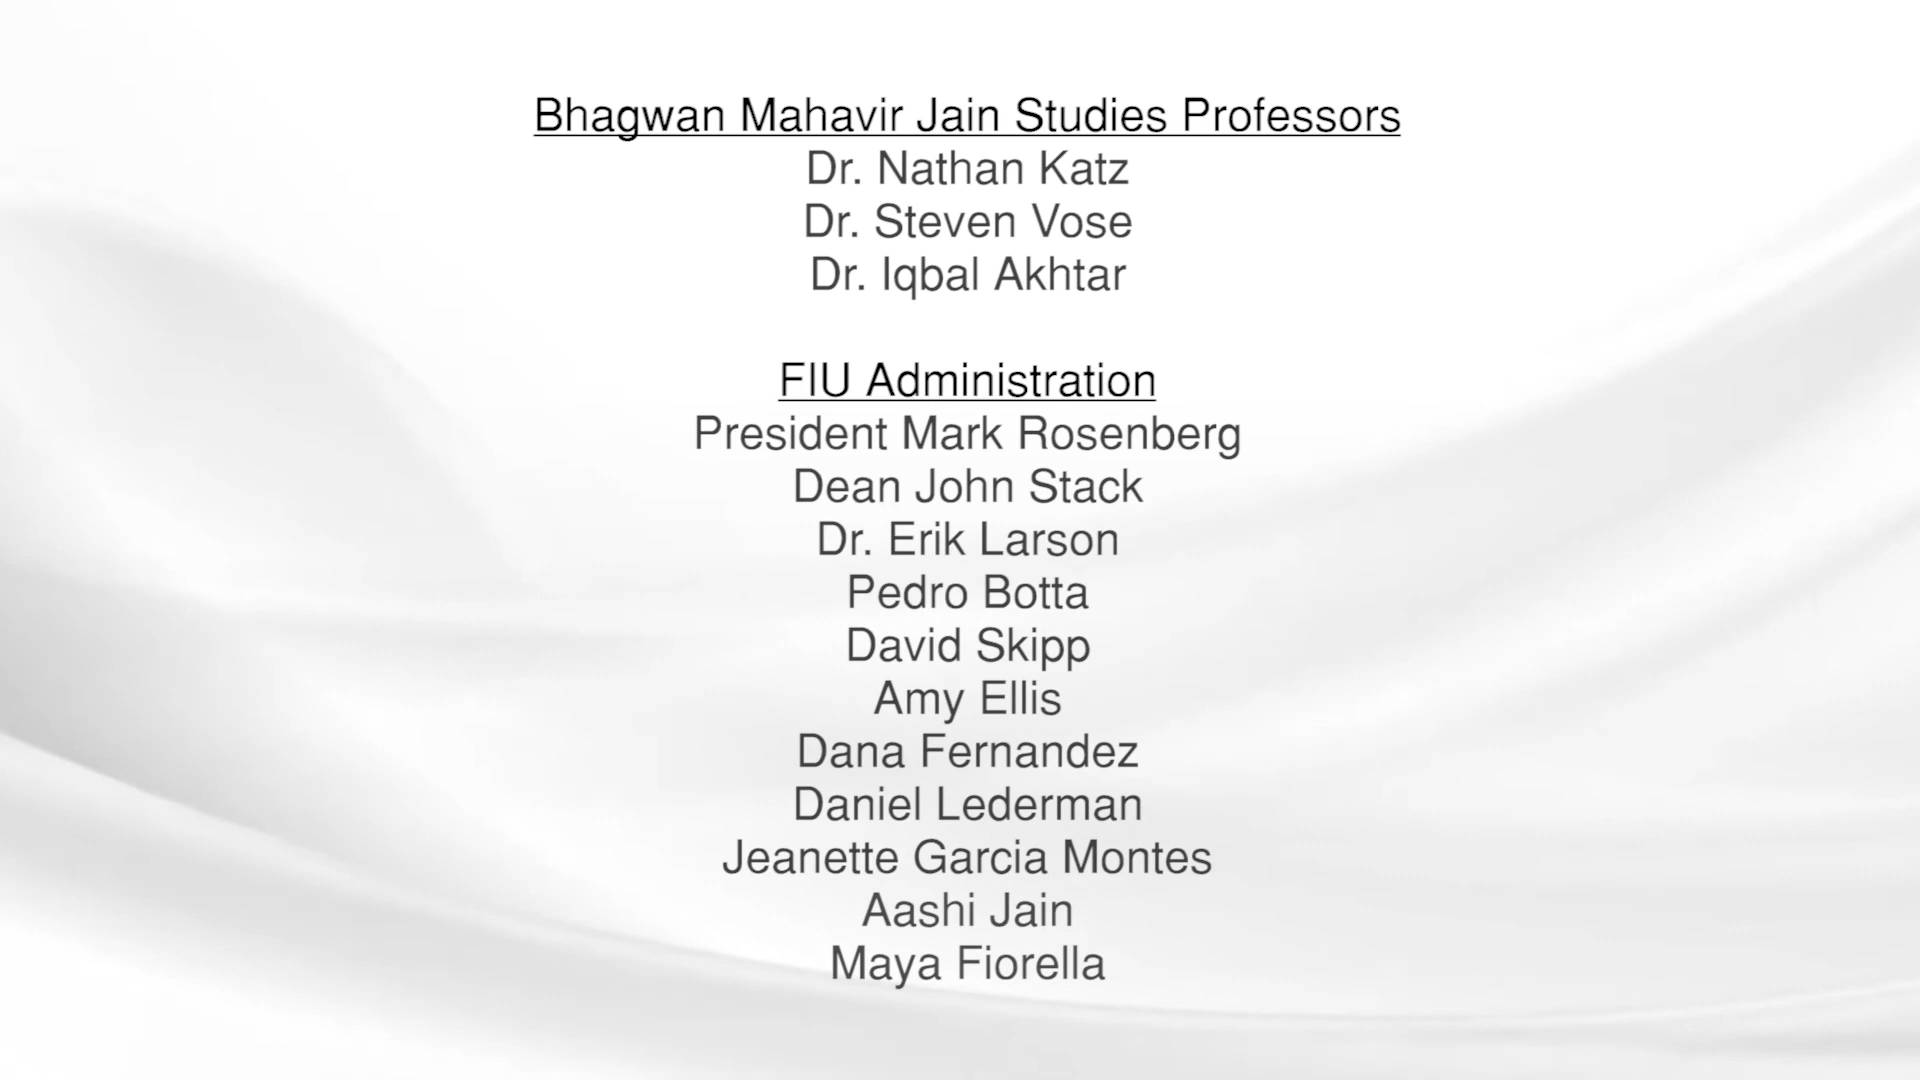 Bhagwan Mahavir Jain Studies Professors
Dr. Nathan Katz
Dr. Steven Vose
Dr. Iqbal Akhtar
FIU Administration
President Mark Rosenberg
Dean John Stack
Dr. Erik Larson
Pedro Botta
David Skipp
Amy Ellis
Dana Fernandez
Daniel Lederman
Jeanette Garcia Montes
Aashi Jain
Maya Fiorella